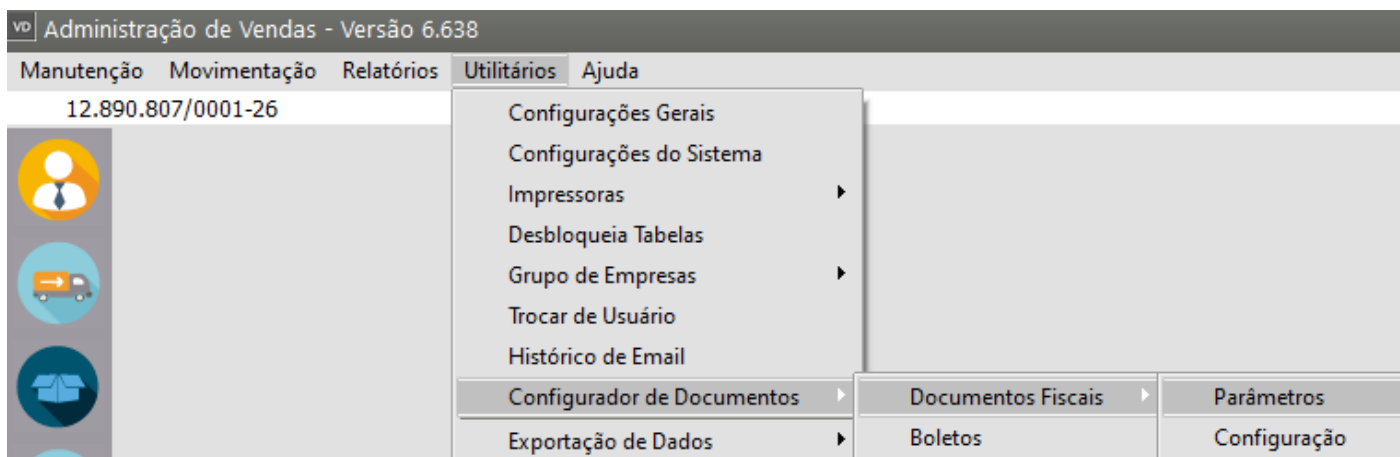 VD Administração de Vendas - Versão 6.638
Manutenção Movimentação Relatórios Utilitários Ajuda
12.890.807/0001-26
Configurações Gerais
Configurações do Sistema
Impressoras
Desbloqueia Tabelas
Grupo de Empresas
Trocar de Usuário
Histórico de Email
Configurador de Documentos Documentos Fiscais Parâmetros
Exportação de Dados Boletos Configuração